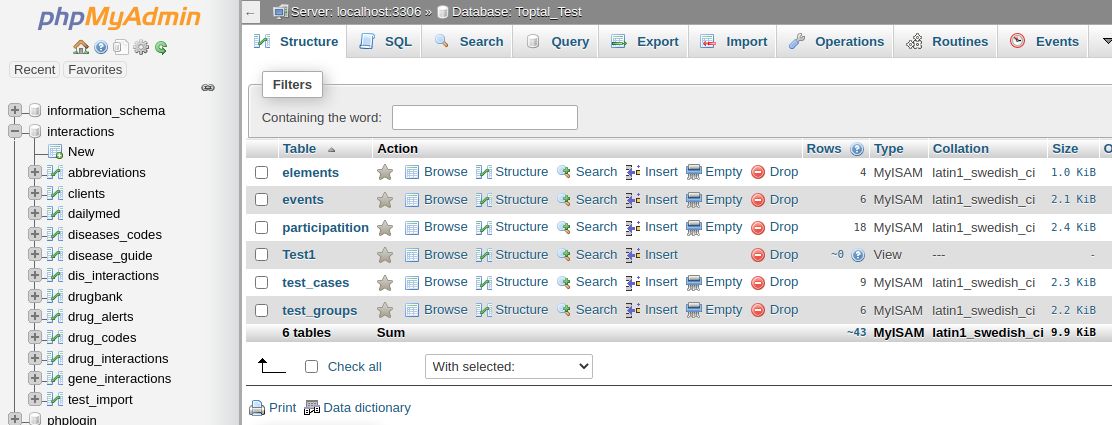 phpMyAdmin
Recent Favorites
information_schema
interactions
New
abbreviations
clients
dailymed
diseases_codes
disease_guide
dis_interactions
drugbank
drug_alerts
drug_codes
drug_interactions
gene_interactions
test_import
phplogin
← Server: localhost:3306 » Database: Toptal_Test
Structure SQL Search Query Export Import Operations Routines Events
Filters
Containing the word:
Table Action Rows Type Collation Size O
elements Browse Structure Search Insert Empty Drop 4 MyISAM latin1_swedish_ci 1.0 KiB
events Browse Structure Search Insert Empty Drop 6 MyISAM latin1_swedish_ci 2.1 KiB
participatition Browse Structure Search Insert Empty Drop 18 MyISAM latin1_swedish_ci 2.4 KiB
Test1 Browse Structure Search Insert Drop ~0 View --- -
test_cases Browse Structure Search Insert Empty Drop 9 MyISAM latin1_swedish_ci 2.3 KiB
test_groups Browse Structure Search Insert Empty Drop 6 MyISAM latin1_swedish_ci 2.2 KiB
6 tables Sum ~43 MyISAM latin1_swedish_ci 9.9 KiB
Check all With selected:
Print Data dictionary